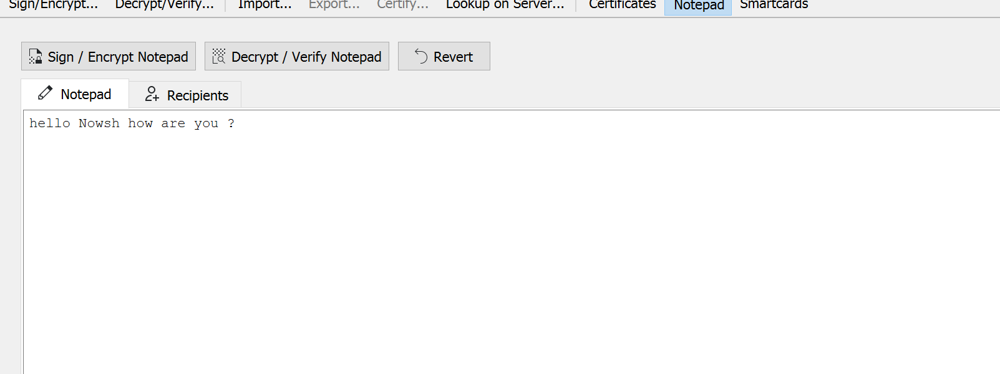 Sign/Encrypt... Decrypt/Verify... Import... Export... Certify... Lookup on Server... Certificates Notepad Smartcards
Sign / Encrypt Notepad Decrypt / Verify Notepad Revert
Notepad Recipients
hello Nowsh how are you ?